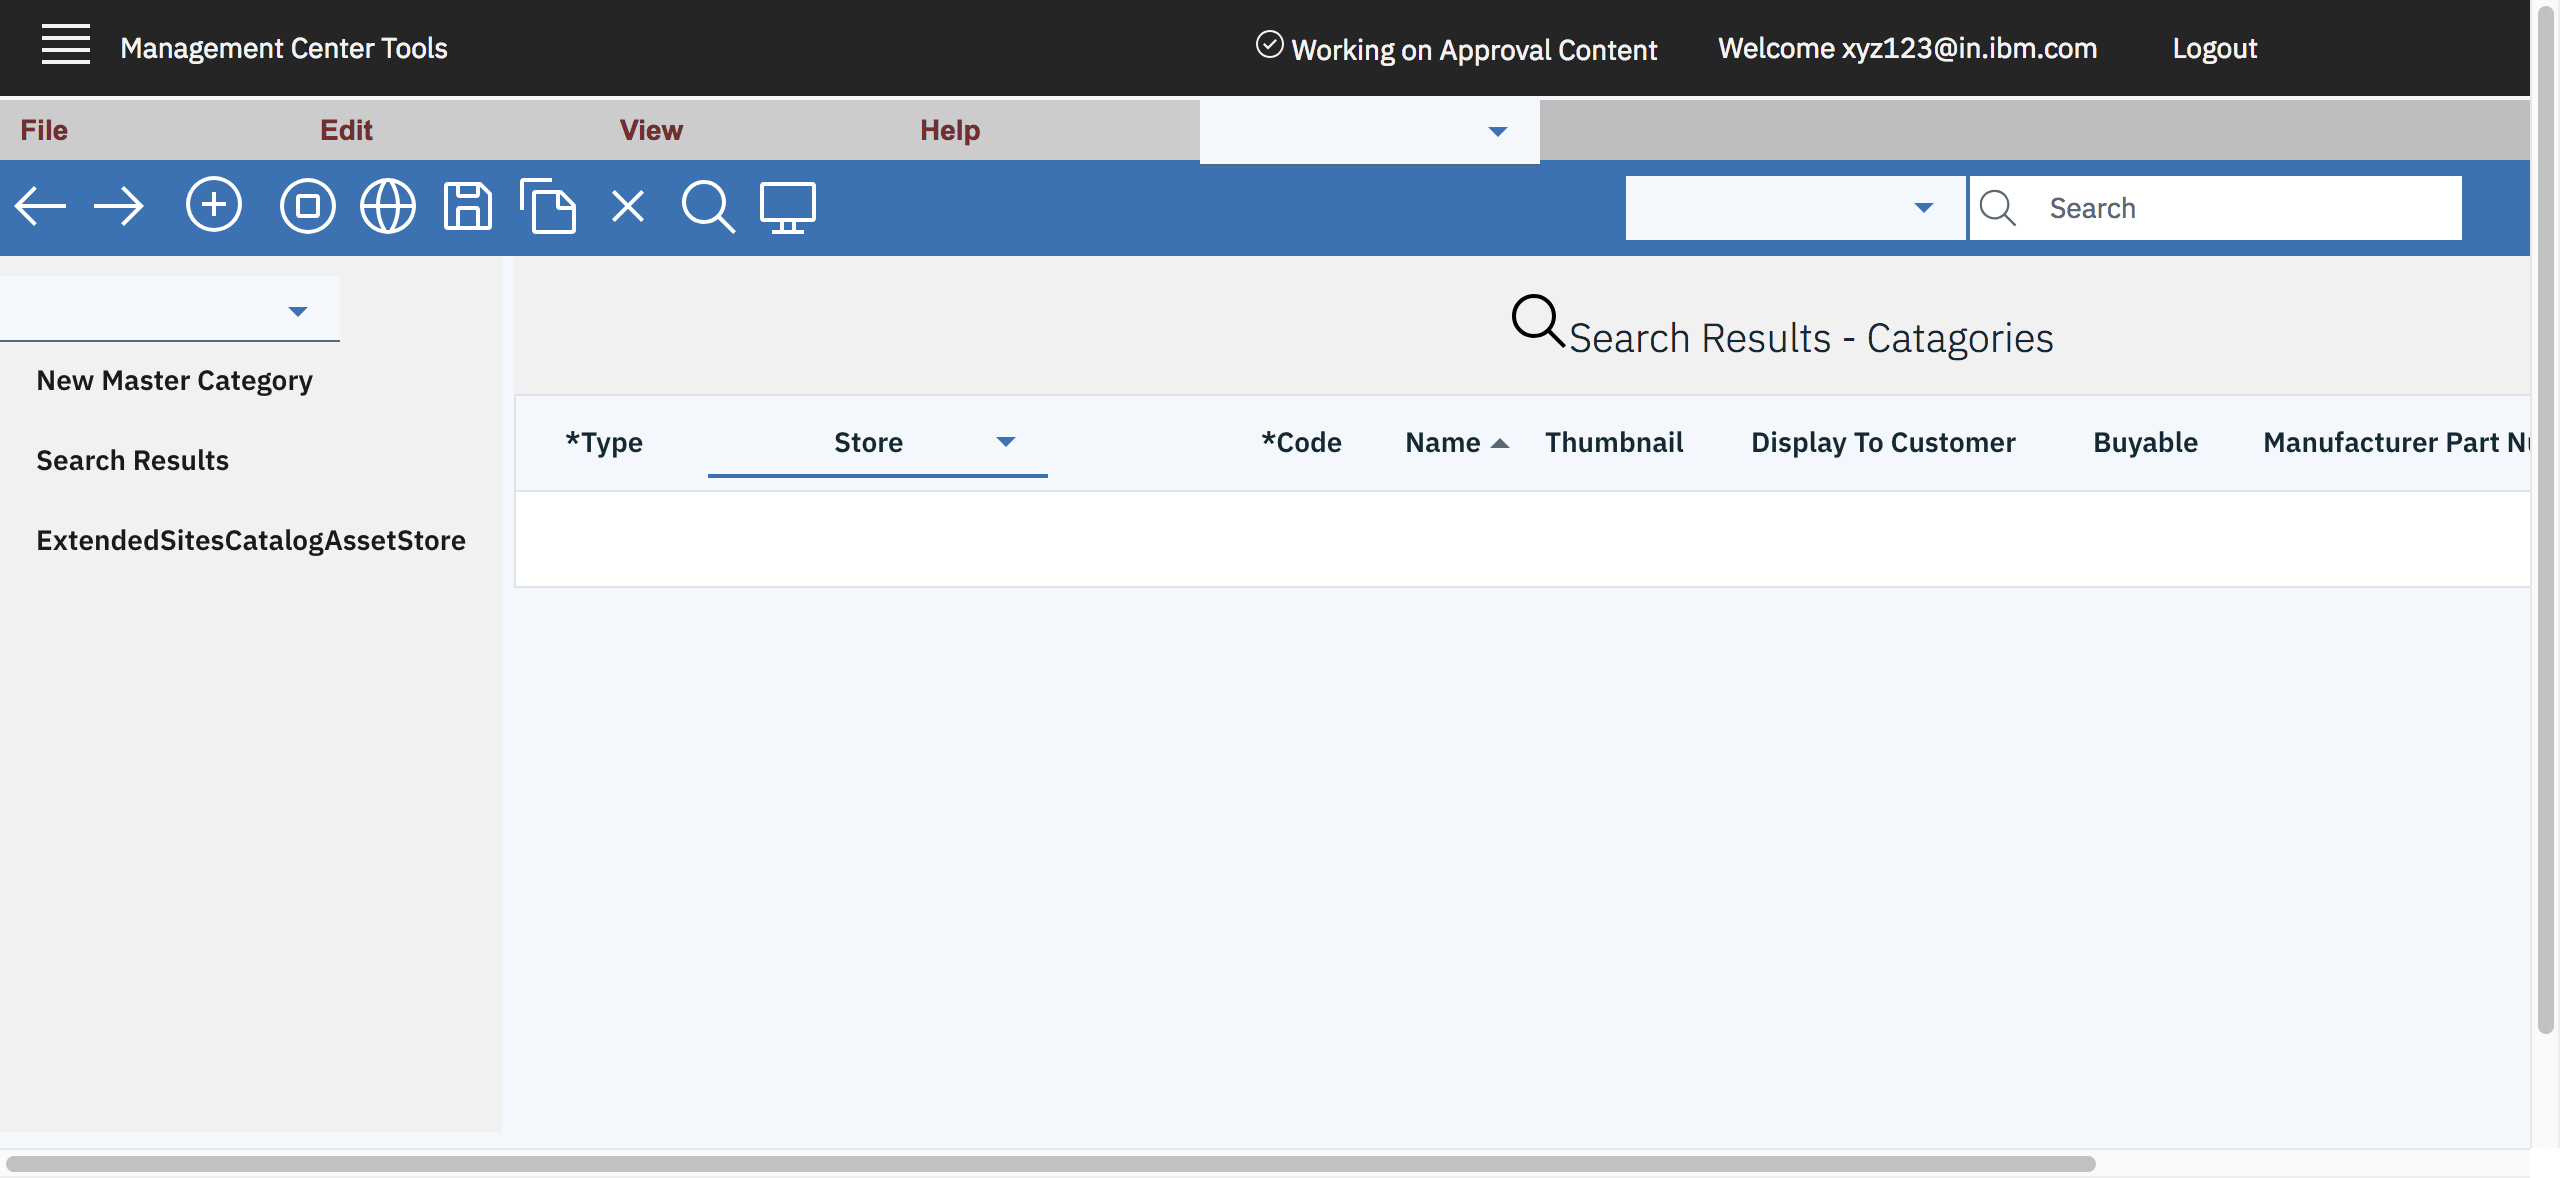 Management Center Tools
Working on Approval Content
Welcome xyz123@in.ibm.com
Logout
File
Edit
View
Help
Search
New Master Category
Search Results
ExtendedSitesCatalogAssetStore
Search Results - Catagories
*Type
Store
*Code
Name
Thumbnail
Display To Customer
Buyable
Manufacturer Part